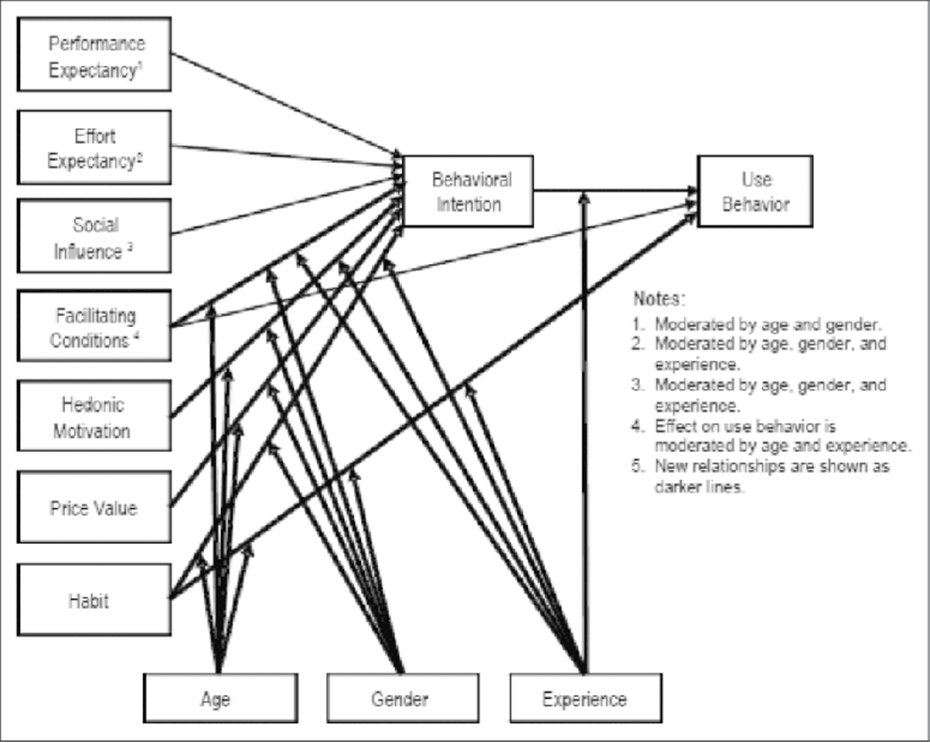 Performance
Expectancy1
Effort
Expectancy2
Social
Influence 3
Facilitating
Conditions 4
Hedonic
Motivation
Price Value
Habit
Behavioral
Intention
Use
Behavior
Notes:
1. Moderated by age and gender.
2. Moderated by age, gender, and
experience.
3. Moderated by age, gender, and
experience.
4. Effect on use behavior is
moderated by age and experience.
5. New relationships are shown as
darker lines.
Age
Gender
Experience